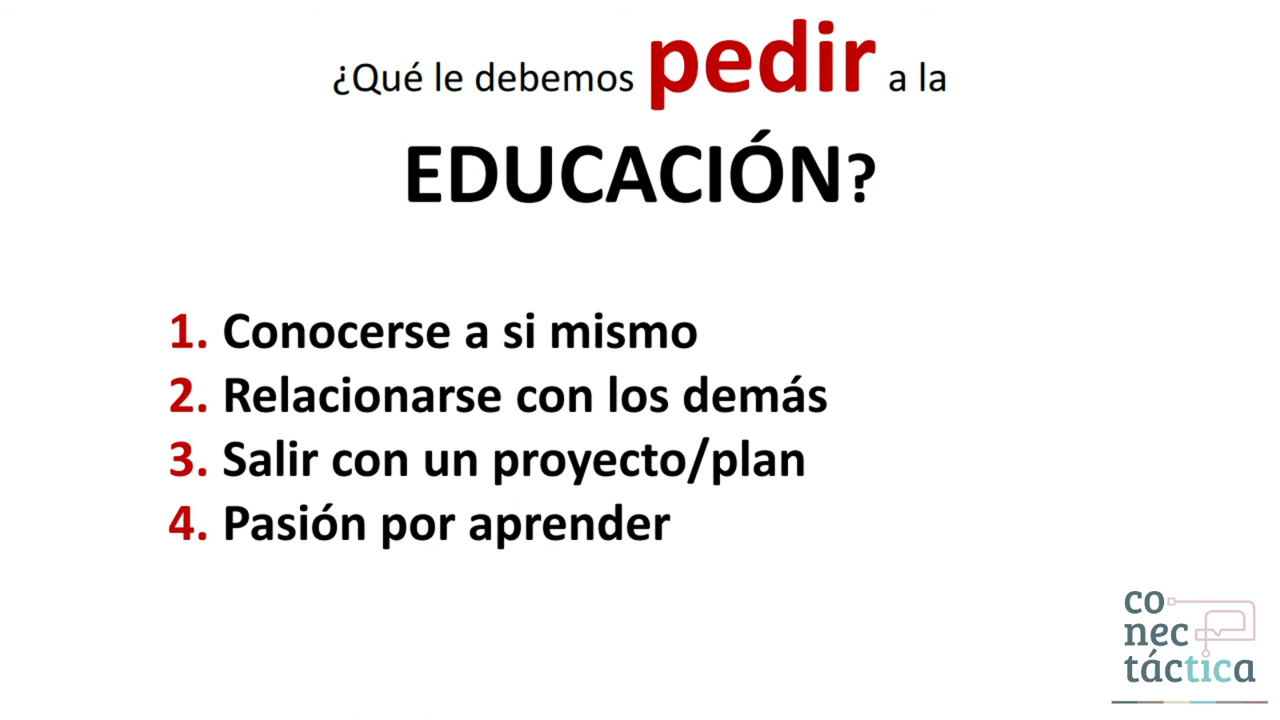 ¿Qué le debemos pedir a la
EDUCACIÓN?
1. Conocerse a si mismo
2. Relacionarse con los demás
3. Salir con un proyecto/plan
4. Pasión por aprender
co
nec
táctica